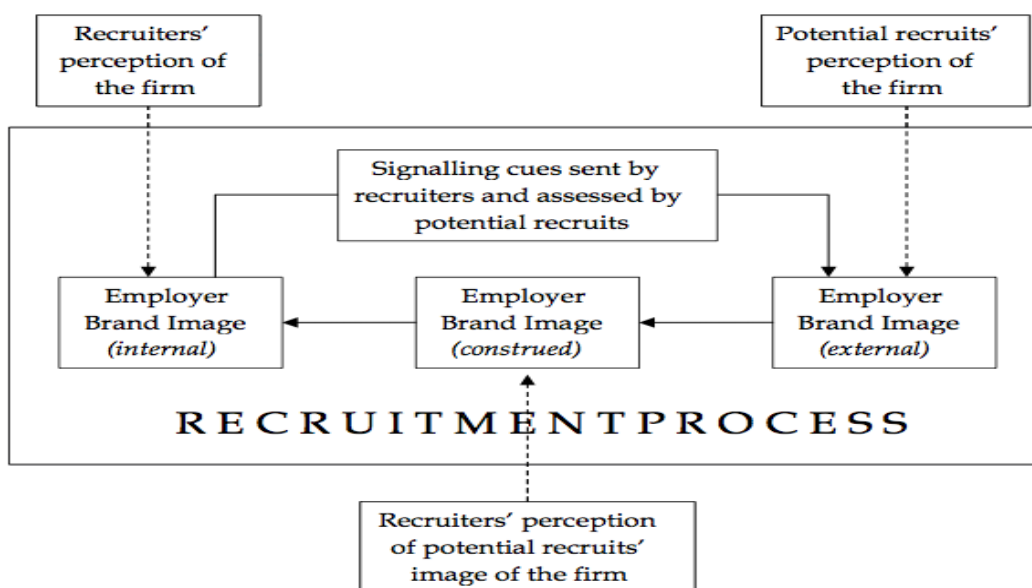 Recruiters’
perception of
the firm
Potential recruits’
perception of
the firm
Signalling cues sent by
recruiters and assessed by
potential recruits
Employer
Brand Image
(internal)
Employer
Brand Image
(construed)
Employer
Brand Image
(external)
RECRUITMENTPROCESS
Recruiters’ perception
of potential recruits’
image of the firm